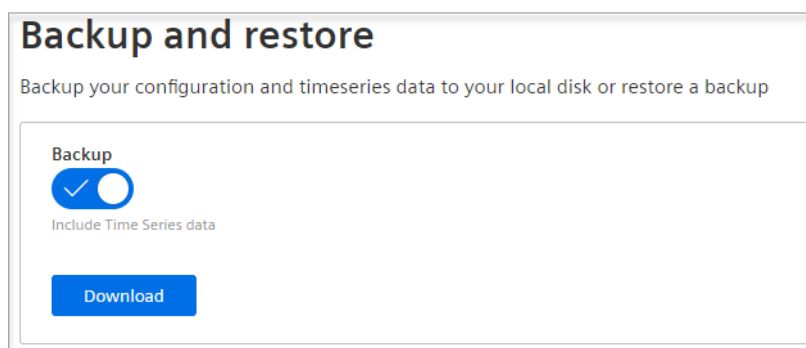 Backup and restore
Backup your configuration and timeseries data to your local disk or restore a backup
Backup
Include Time Series data
Download